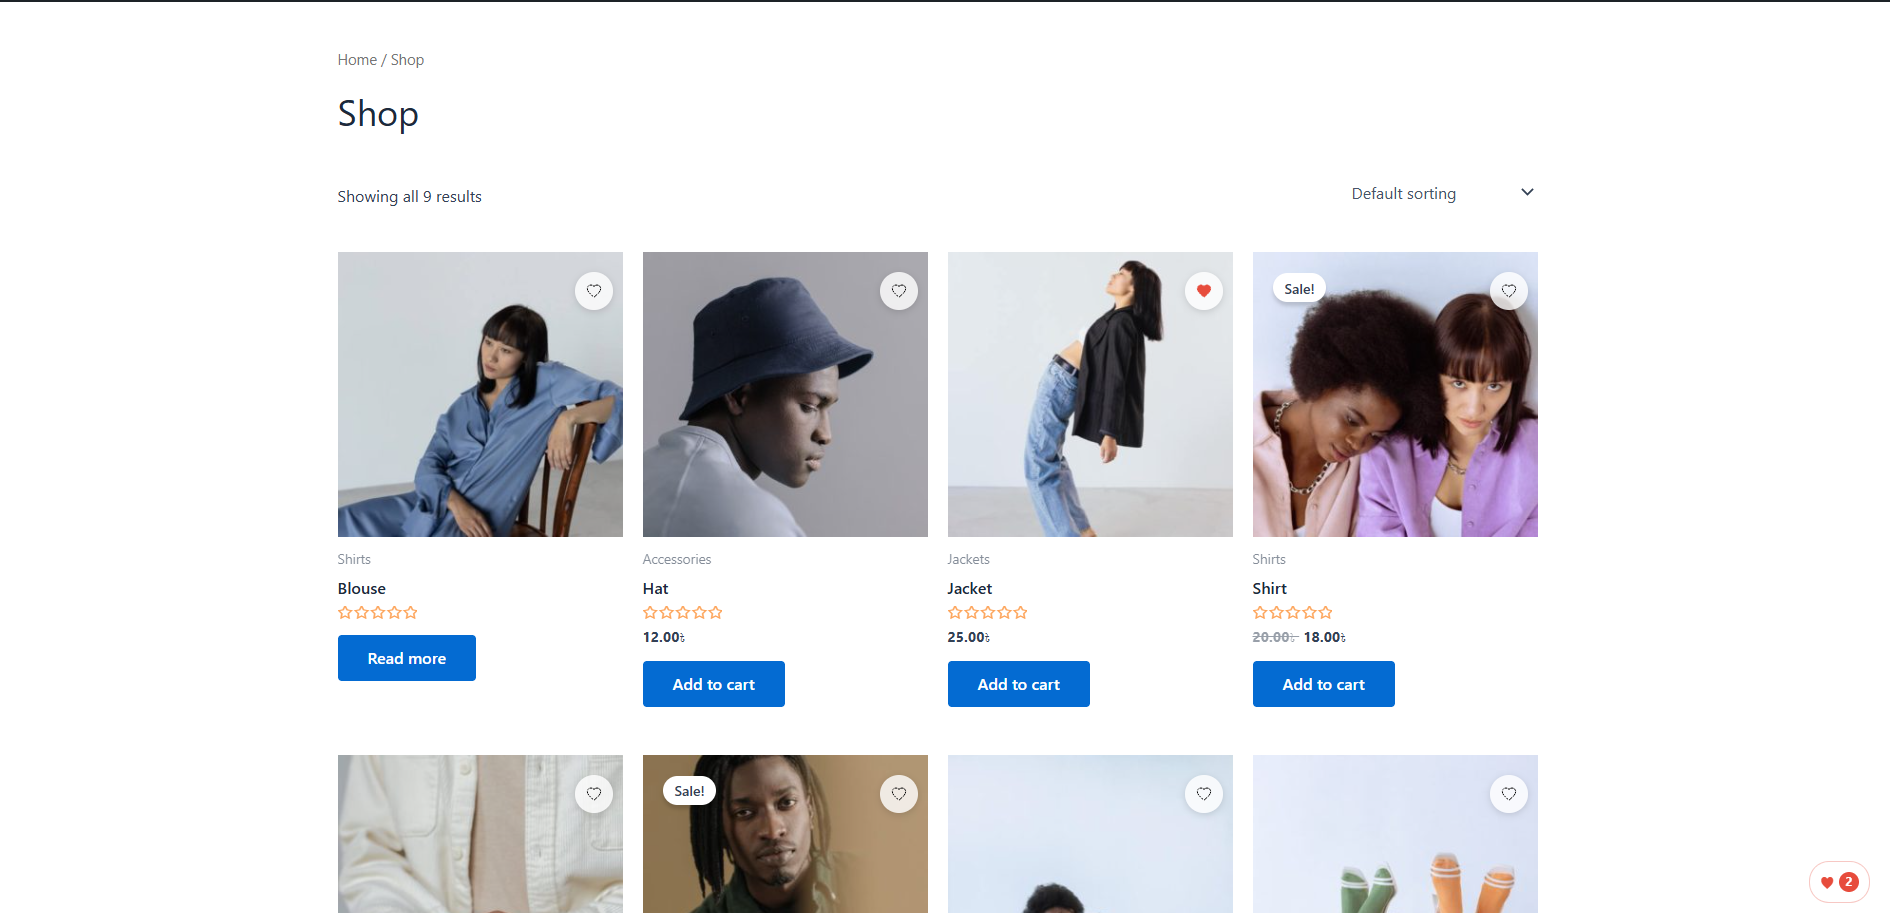 Home / Shop
Shop
Showing all 9 results
Default sorting
Sale!
Shirts
Blouse
Read more
Accessories
Hat
12.00৳
Add to cart
Jackets
Jacket
25.00৳
Add to cart
Shirts
Shirt
20.00৳ 18.00৳
Add to cart
Sale!
2